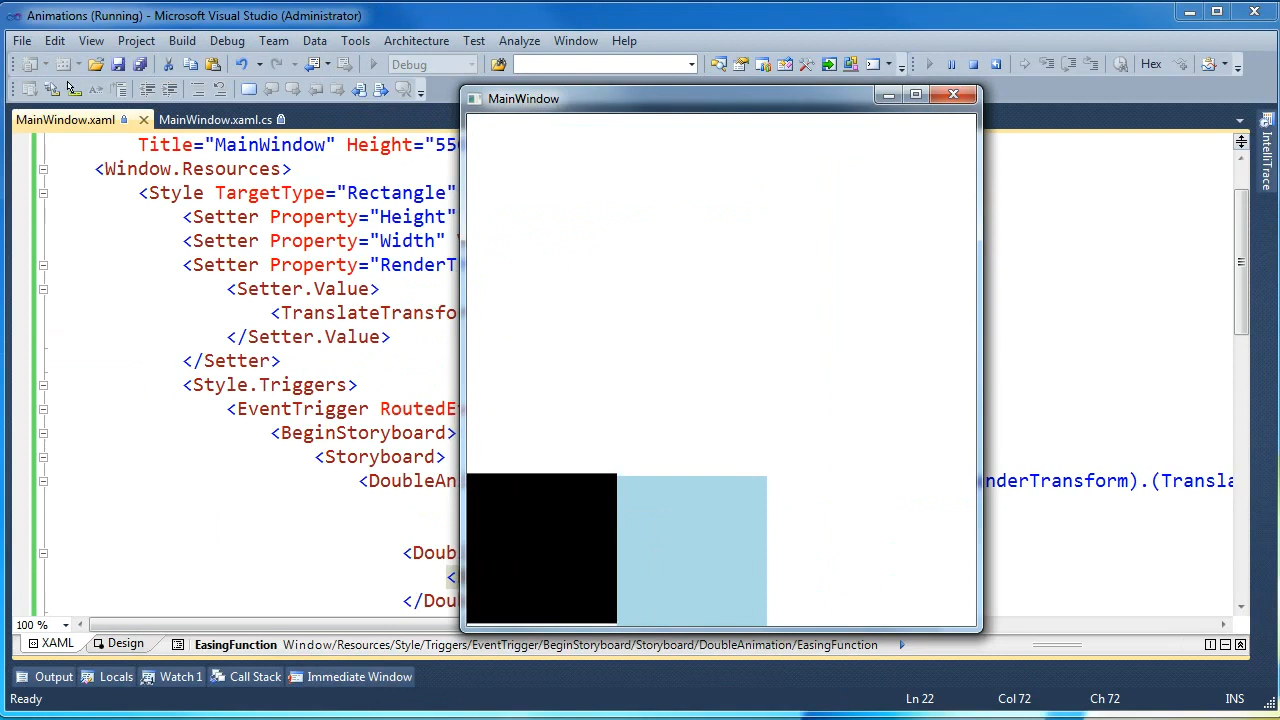 Animations (Running) - Microsoft Visual Studio (Administrator)
File Edit View Project Build Debug Team Data Tools Architecture Test Analyze Window Help
Debug Hex
MainWindow
MainWindow.xaml MainWindow.xaml.cs
IntelliTrace
Title="MainWindow" Height="55
<Window.Resources>
<Style TargetType="Rectangle"
<Setter Property="Height"
<Setter Property="Width"
<Setter Property="RenderT
<Setter.Value>
<TranslateTransfo
</Setter.Value>
</Setter>
<Style.Triggers>
<EventTrigger RoutedE
<BeginStoryboard>
<Storyboard>
<DoubleAn nderTransform).(Transla
<Doub
<
</Dou
100 %
XAML Design EasingFunction Window/Resources/Style/Triggers/EventTrigger/BeginStoryboard/Storyboard/DoubleAnimation/EasingFunction
Output Locals Watch 1 Call Stack Immediate Window
Ready Ln 22 Col 72 Ch 72 INS